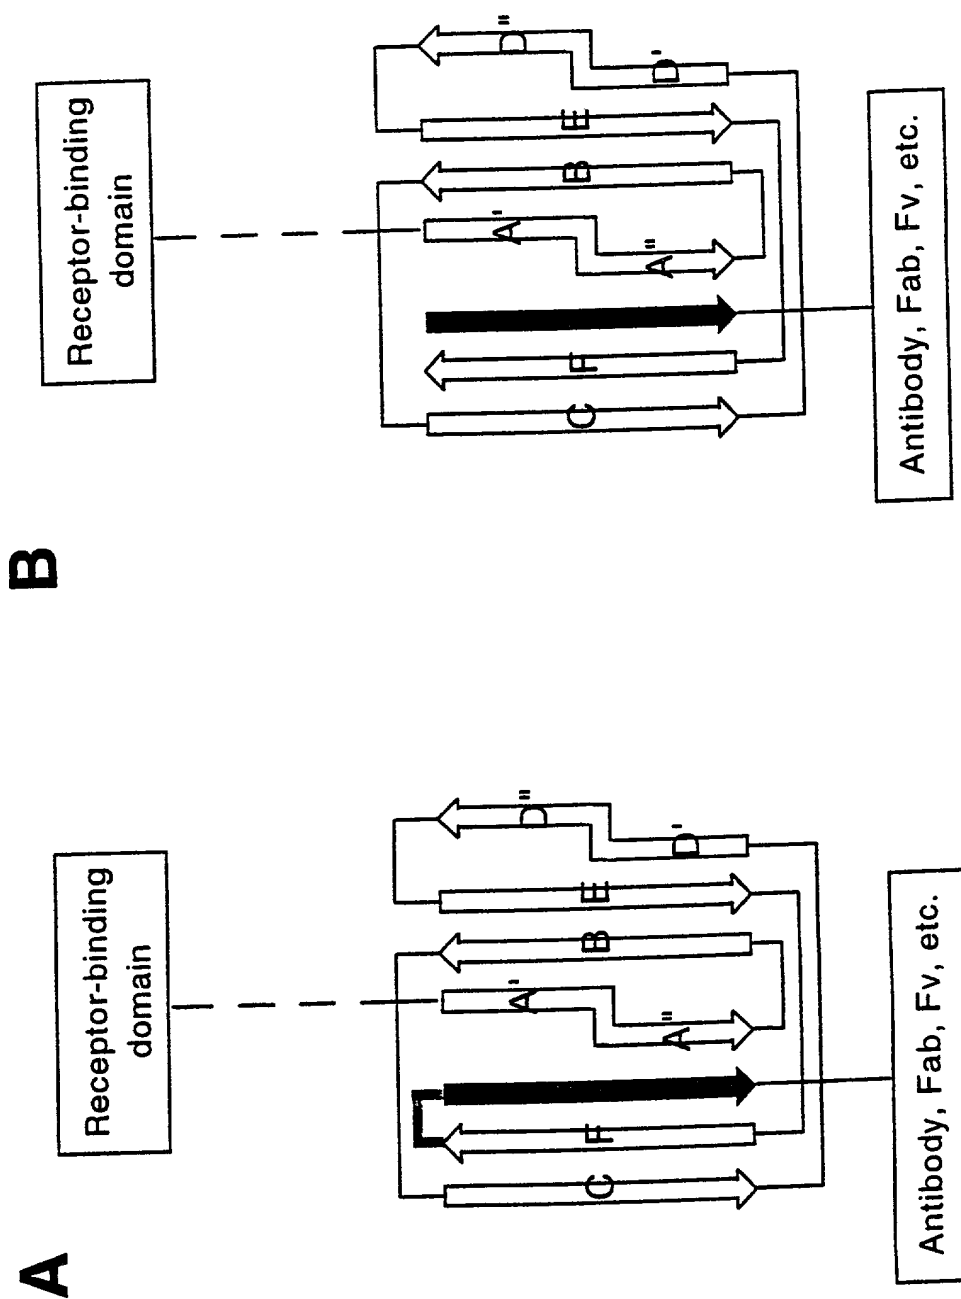 A
Receptor-binding
domain
A' D"
C F B E
A" D'
Antibody, Fab, Fv, etc.
B
Receptor-binding
domain
A' D"
C F B E
A" D'
Antibody, Fab, Fv, etc.